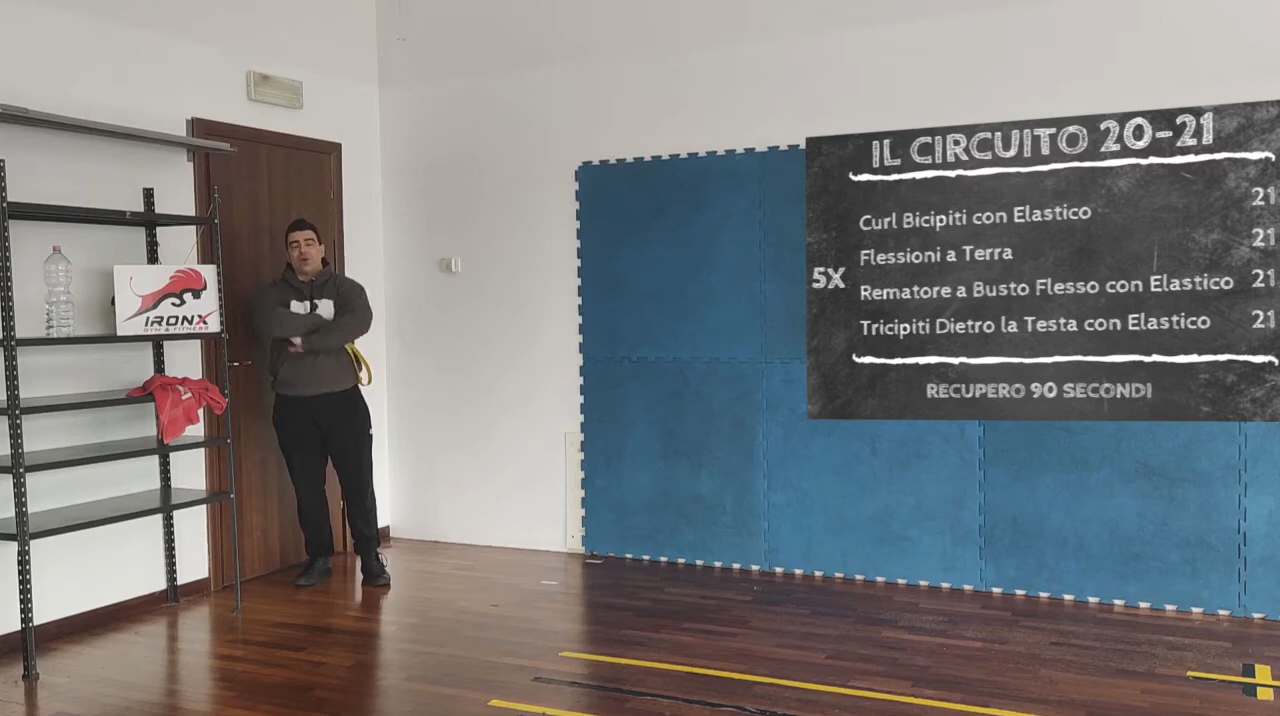 IL CIRCUITO 20-21
Curl Bicipiti con Elastico 21
Flessioni a Terra 21
5X
Rematore a Busto Flesso con Elastico 21
Tricipiti Dietro la Testa con Elastico 21
RECUPERO 90 SECONDI
IRONX
GYM & FITNESS